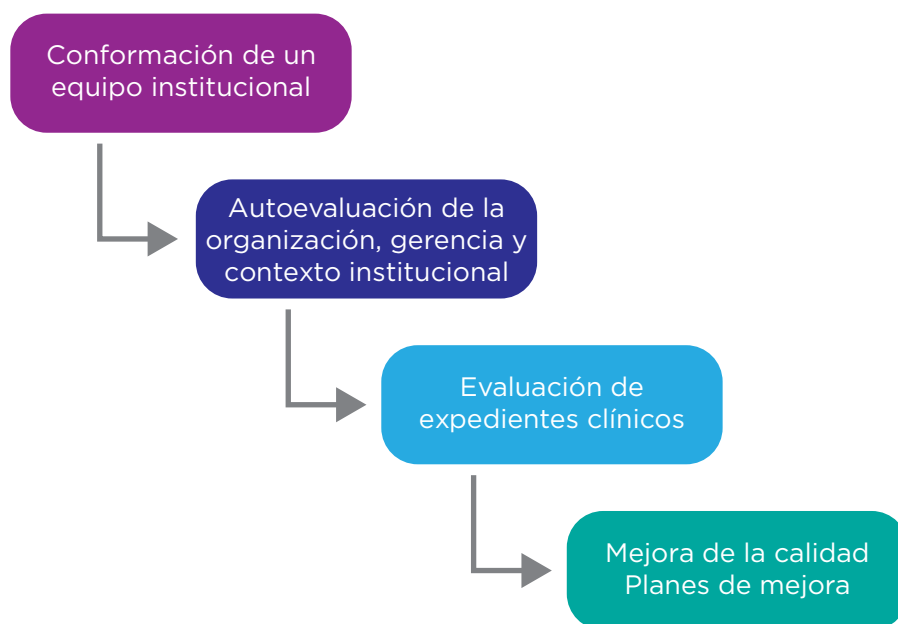 Conformación de un
equipo institucional
Autoevaluación de la
organización, gerencia y
contexto institucional
Evaluación de
expedientes clínicos
Mejora de la calidad
Planes de mejora